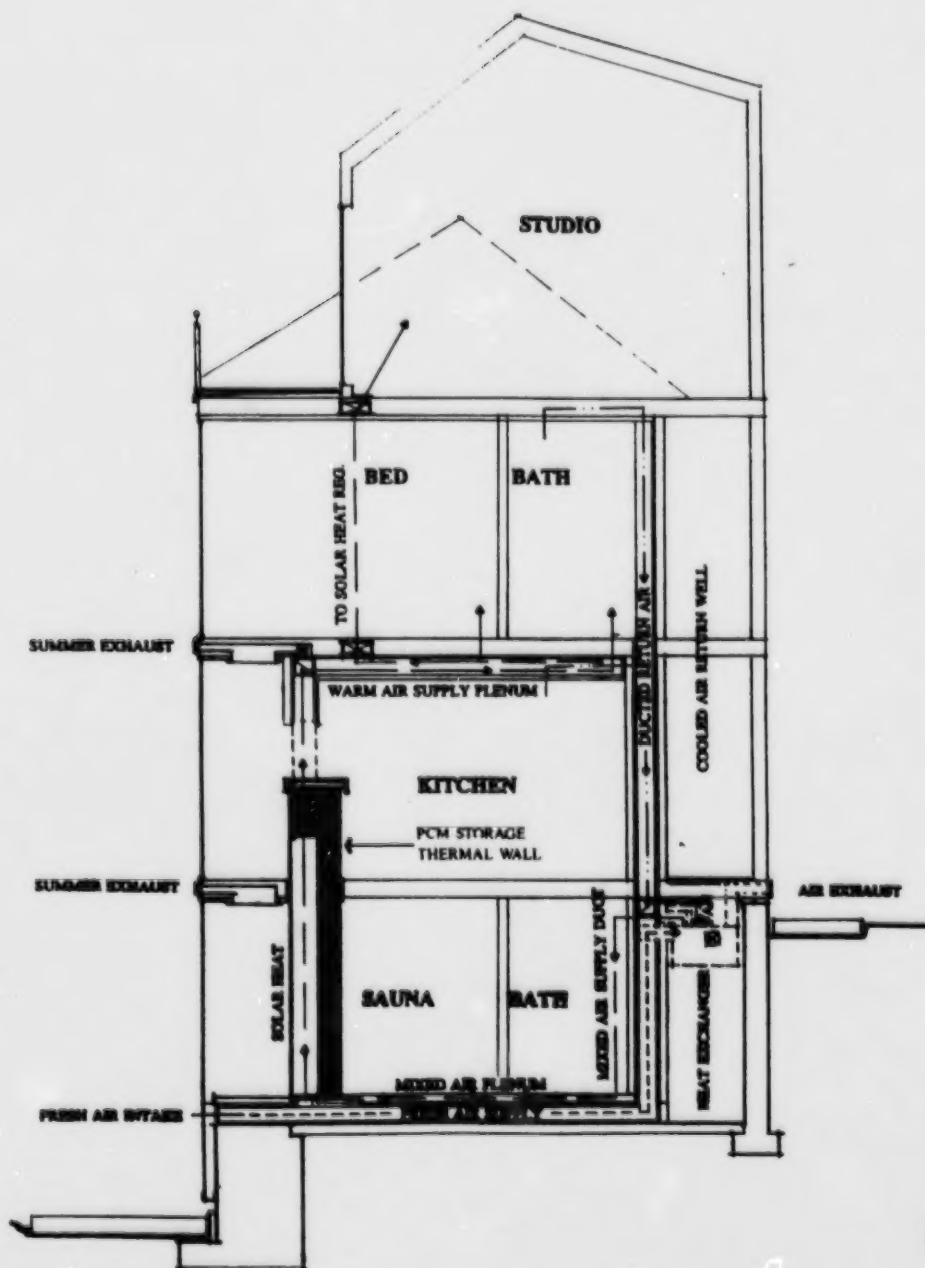 STUDIO
BED
BATH
TO SOLAR HEAT REG.
DUCTED RETURN AIR
COOLED AIR RETURN WELL
SUMMER EXHAUST
WARM AIR SUPPLY PLENUM
KITCHEN
PCM STORAGE
THERMAL WALL
SUMMER EXHAUST
AIR EXHAUST
SOLAR HEAT
SAUNA
BATH
MIXED AIR SUPPLY DUCT
HEAT EXCHANGER
MIXED AIR PLENUM
FRESH AIR INTAKE
AIR SUPPLY